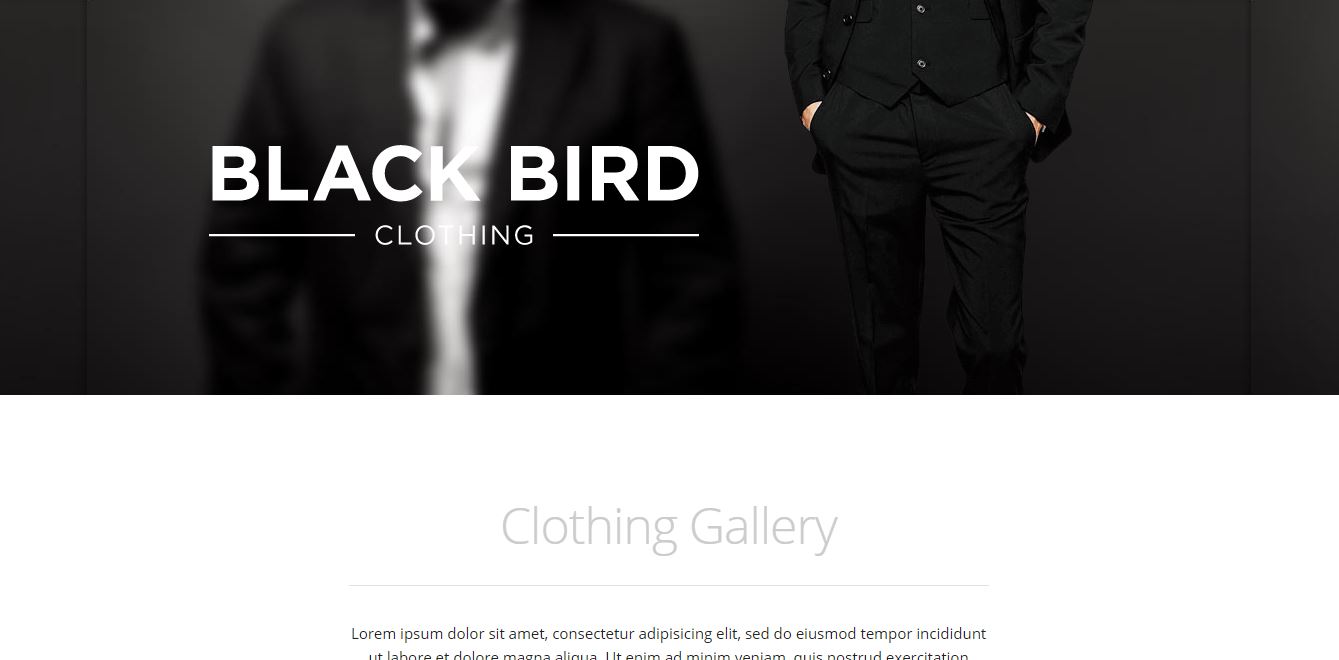 BLACK BIRD
CLOTHING
Clothing Gallery
Lorem ipsum dolor sit amet, consectetur adipisicing elit, sed do eiusmod tempor incididunt
ut labore et dolore magna aliqua. Ut enim ad minim veniam, quis nostrud exercitation